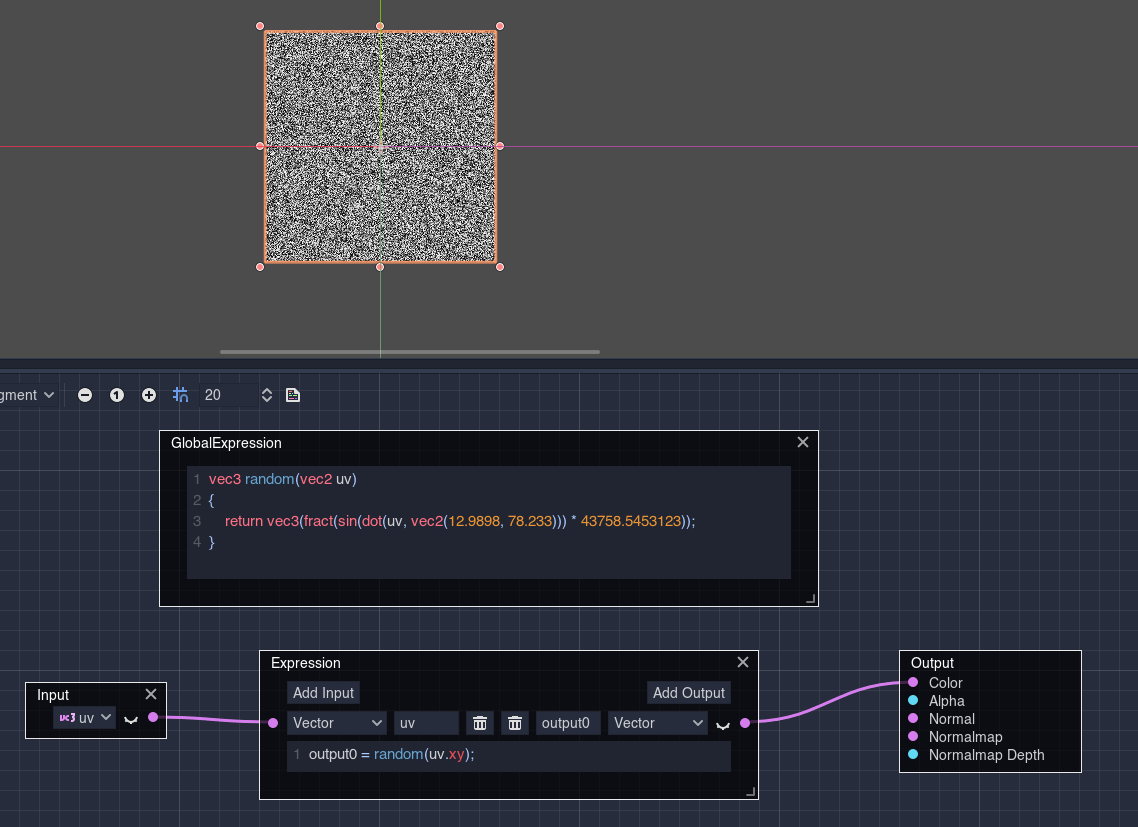 gment
1
20
GlobalExpression
1 vec3 random(vec2 uv)
2 {
3 return vec3(fract(sin(dot(uv, vec2(12.9898, 78.233))) * 43758.5453123));
4 }
Input
vc3 uv
Expression
Add Input Add Output
Vector uv output0 Vector
1 output0 = random(uv.xy);
Output
Color
Alpha
Normal
Normalmap
Normalmap Depth